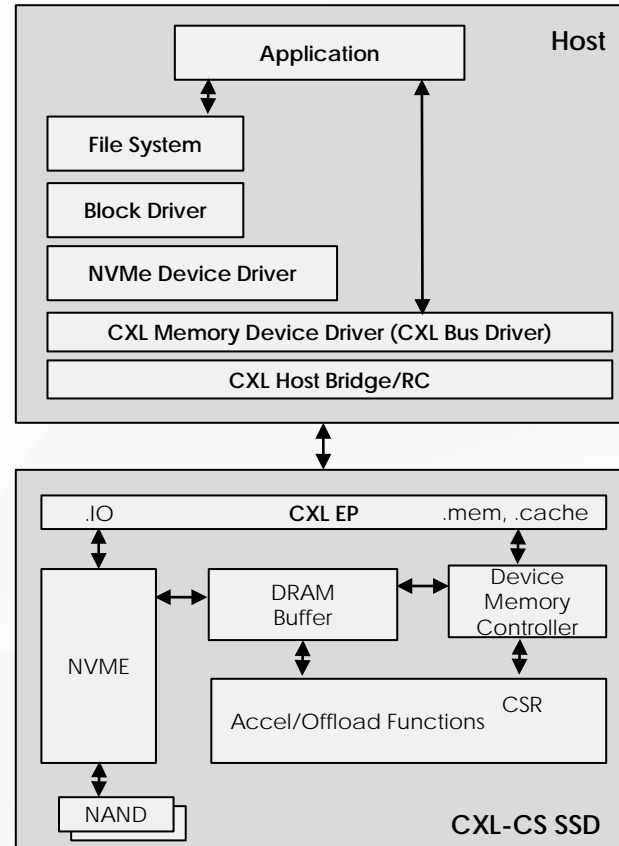 Host
Application
File System
Block Driver
NVMe Device Driver
CXL Memory Device Driver (CXL Bus Driver)
CXL Host Bridge/RC
.IO
CXL EP
.mem, .cache
NVME
DRAM
Buffer
Device
Memory
Controller
Accel/Offload Functions
CSR
NAND
CXL-CS SSD